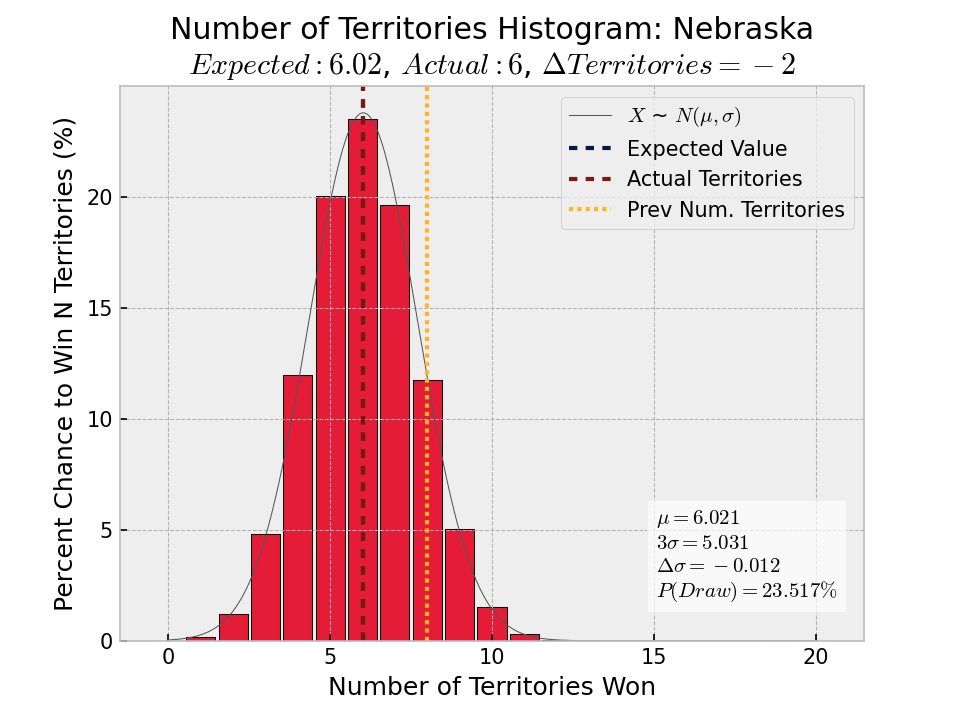 Number of Territories Histogram: Nebraska
Expected: 6.02, Actual: 6, ΔTerritories = −2
X ~ N(μ, σ)
Expected Value
Actual Territories
Prev Num. Territories
Percent Chance to Win N Territories (%)
20
15
10
5
0
μ = 6.021
3σ = 5.031
Δσ = −0.012
P(Draw) = 23.517%
0 5 10 15 20
Number of Territories Won